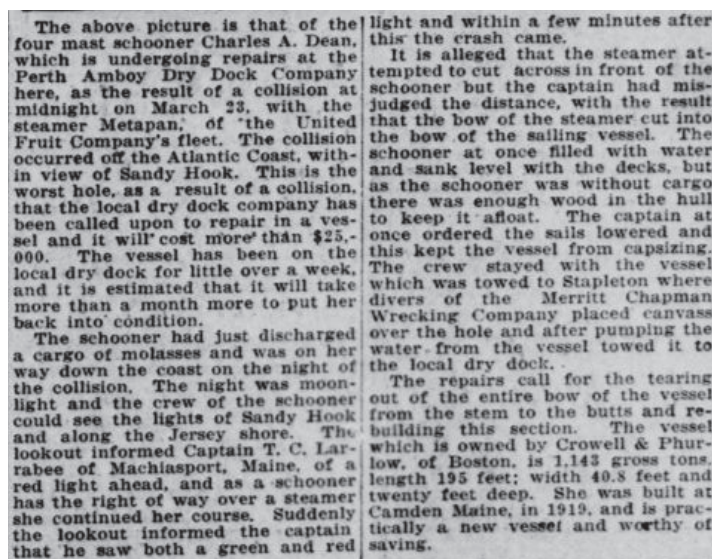 The above picture is that of the
four mast schooner Charles A. Dean,
which is undergoing repairs at the
Perth Amboy Dry Dock Company
here, as the result of a collision at
midnight on March 23, with the
steamer Metapan, of the United
Fruit Company's fleet. The collision
occurred off the Atlantic Coast, with-
in view of Sandy Hook. This is the
worst hole, as a result of a collision,
that the local dry dock company has
been called upon to repair in a ves-
sel and it will cost more than $25,-
000. The vessel has been on the
local dry dock for little over a week,
and it is estimated that it will take
more than a month more to put her
back into condition.
The schooner had just discharged
a cargo of molasses and was on her
way down the coast on the night of
the collision. The night was moon-
light and the crew of the schooner
could see the lights of Sandy Hook
and along the Jersey shore. The
lookout informed Captain T. C. Lar-
rabee of Machiasport, Maine, of a
red light ahead, and as a schooner
has the right of way over a steamer
she continued her course. Suddenly
the lookout informed the captain
that he saw both a green and red
light and within a few minutes after
this the crash came.
It is alleged that the steamer at-
tempted to cut across in front of the
schooner but the captain had mis-
judged the distance, with the result
that the bow of the steamer cut into
the bow of the sailing vessel. The
schooner at once filled with water
and sank level with the decks, but
as the schooner was without cargo
there was enough wood in the hull
to keep it afloat. The captain at
once ordered the sails lowered and
this kept the vessel from capsizing.
The crew stayed with the vessel
which was towed to Stapleton where
divers of the Merritt Chapman
Wrecking Company placed canvass
over the hole and after pumping the
water from the vessel towed it to
the local dry dock.
The repairs call for the tearing
out of the entire bow of the vessel
from the stem to the butts and re-
building this section. The vessel
which is owned by Crowell & Phur-
low, of Boston, is 1,143 gross tons,
length 195 feet; width 40.8 feet and
twenty feet deep. She was built at
Camden Maine, in 1919, and is prac-
tically a new vessel and worthy of
saving.